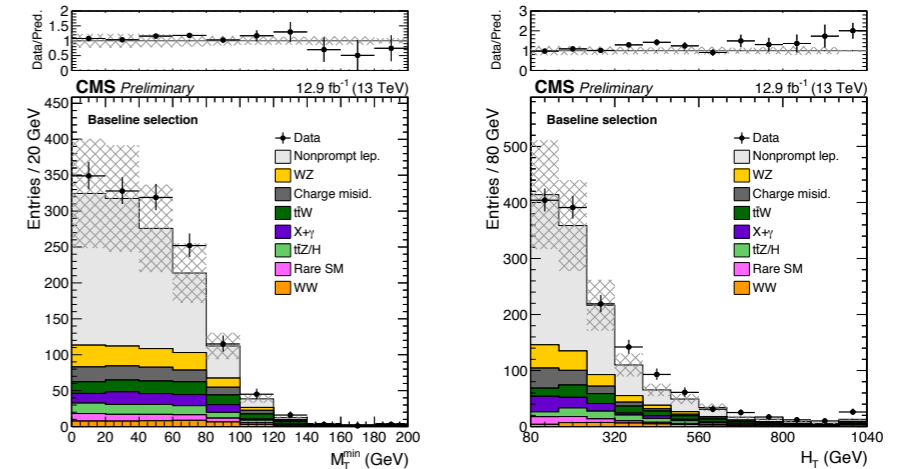 Data/Pred.
2
1.5
1
0.5
0
CMS Preliminary 12.9 fb⁻¹ (13 TeV)
Entries / 20 GeV
450
400
350
300
250
200
150
100
50
0
Baseline selection
Data
Nonprompt lep.
WZ
Charge misid.
tt̄W
X+γ
tt̄Z/H
Rare SM
WW
0 20 40 60 80 100 120 140 160 180 200
M_T^min (GeV)
Data/Pred.
3
2
1
0
CMS Preliminary 12.9 fb⁻¹ (13 TeV)
Entries / 80 GeV
500
400
300
200
100
0
Baseline selection
Data
Nonprompt lep.
WZ
Charge misid.
tt̄W
X+γ
tt̄Z/H
Rare SM
WW
80 320 560 800 1040
H_T (GeV)